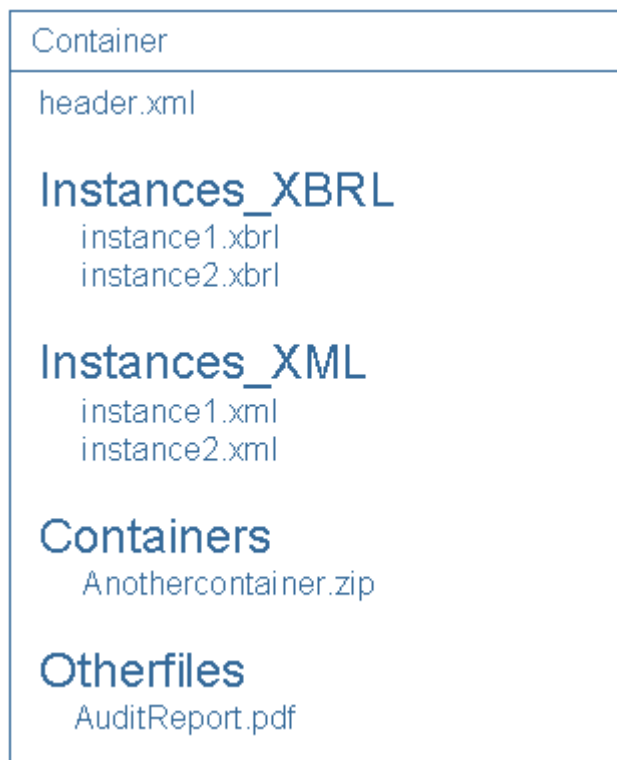 Container
header.xml
Instances_XBRL
instance1.xbrl
instance2.xbrl
Instances_XML
instance1.xml
instance2.xml
Containers
Anothercontainer.zip
Otherfiles
AuditReport.pdf